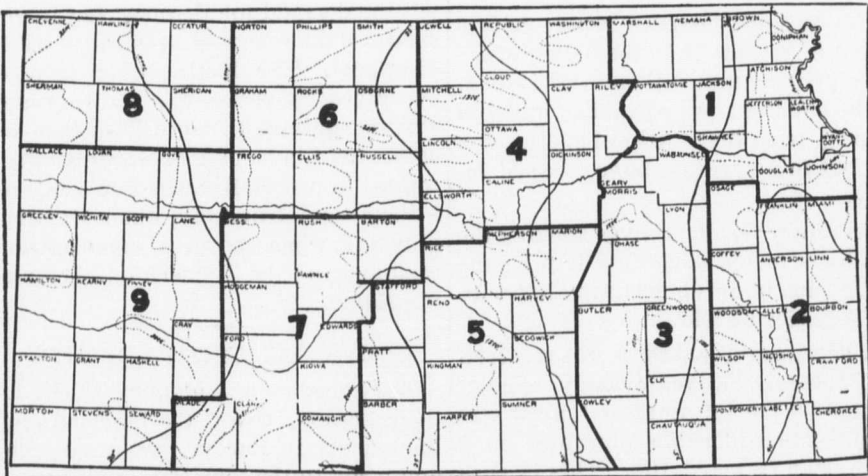 CHEYENNE RAWLINS DECATUR NORTON PHILLIPS SMITH JEWELL REPUBLIC WASHINGTON MARSHALL NEMAHA BROWN
DONIPHAN
SHERMAN THOMAS SHERIDAN GRAHAM ROOKS OSBORNE MITCHELL CLOUD CLAY RILEY POTTAWATOMIE JACKSON ATCHISON
8 6 4 1
JEFFERSON LEAVENWORTH
WALLACE LOGAN GOVE TREGO ELLIS RUSSELL LINCOLN OTTAWA DICKINSON WABAUNSEE SHAWNEE WYANDOTTE
ELLSWORTH SALINE GEARY MORRIS OSAGE DOUGLAS JOHNSON
GREELEY WICHITA SCOTT LANE NESS RUSH BARTON RICE McPHERSON MARION LYON FRANKLIN MIAMI
CHASE COFFEY ANDERSON LINN
HAMILTON KEARNY FINNEY HODGEMAN PAWNEE STAFFORD RENO HARVEY BUTLER GREENWOOD WOODSON ALLEN BOURBON
9 7 5 3 2
GRAY FORD EDWARDS SEDGWICK
STANTON GRANT HASKELL KIOWA PRATT KINGMAN ELK WILSON NEOSHO CRAWFORD
MORTON STEVENS SEWARD MEADE CLARK COMANCHE BARBER HARPER SUMNER COWLEY CHAUTAUQUA MONTGOMERY LABETTE CHEROKEE